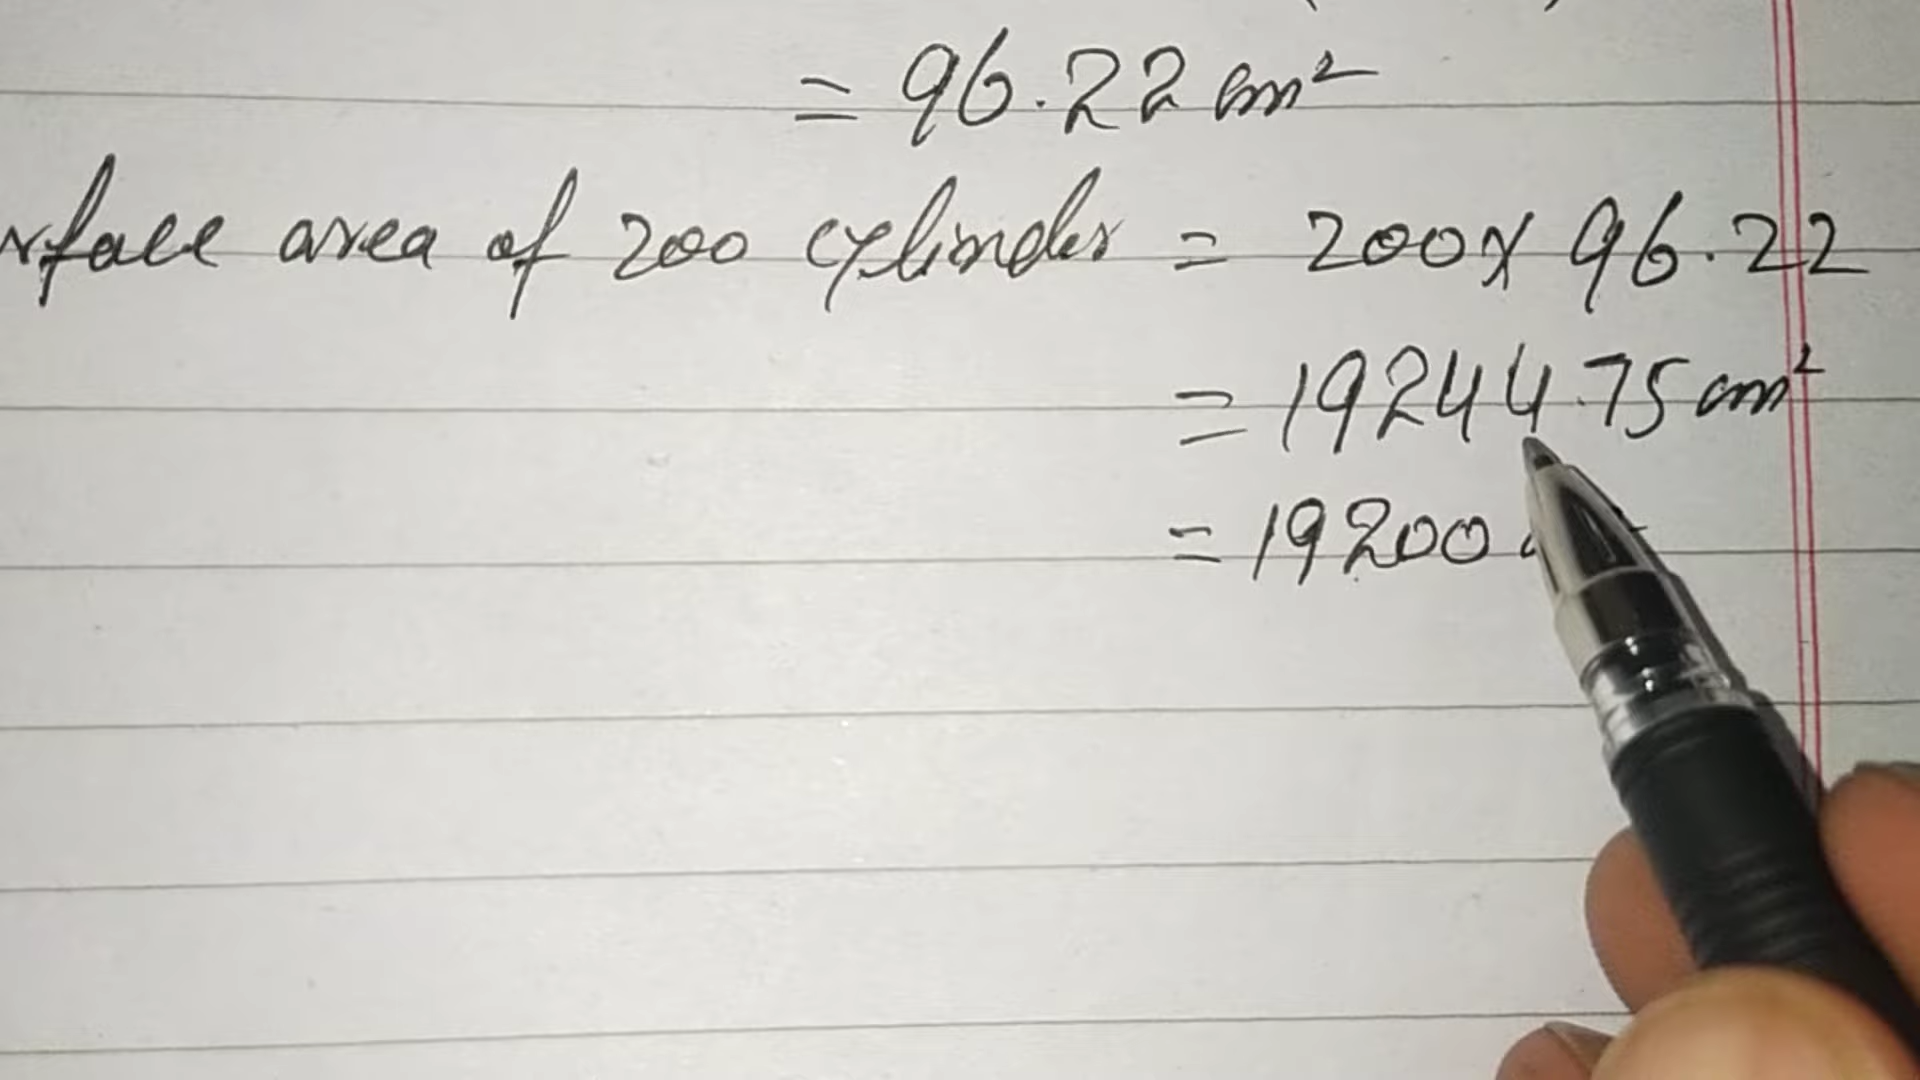 = 96.22 cm²
rface area of 200 cylinder = 200 x 96.22
= 19244.75 cm²
= 19200